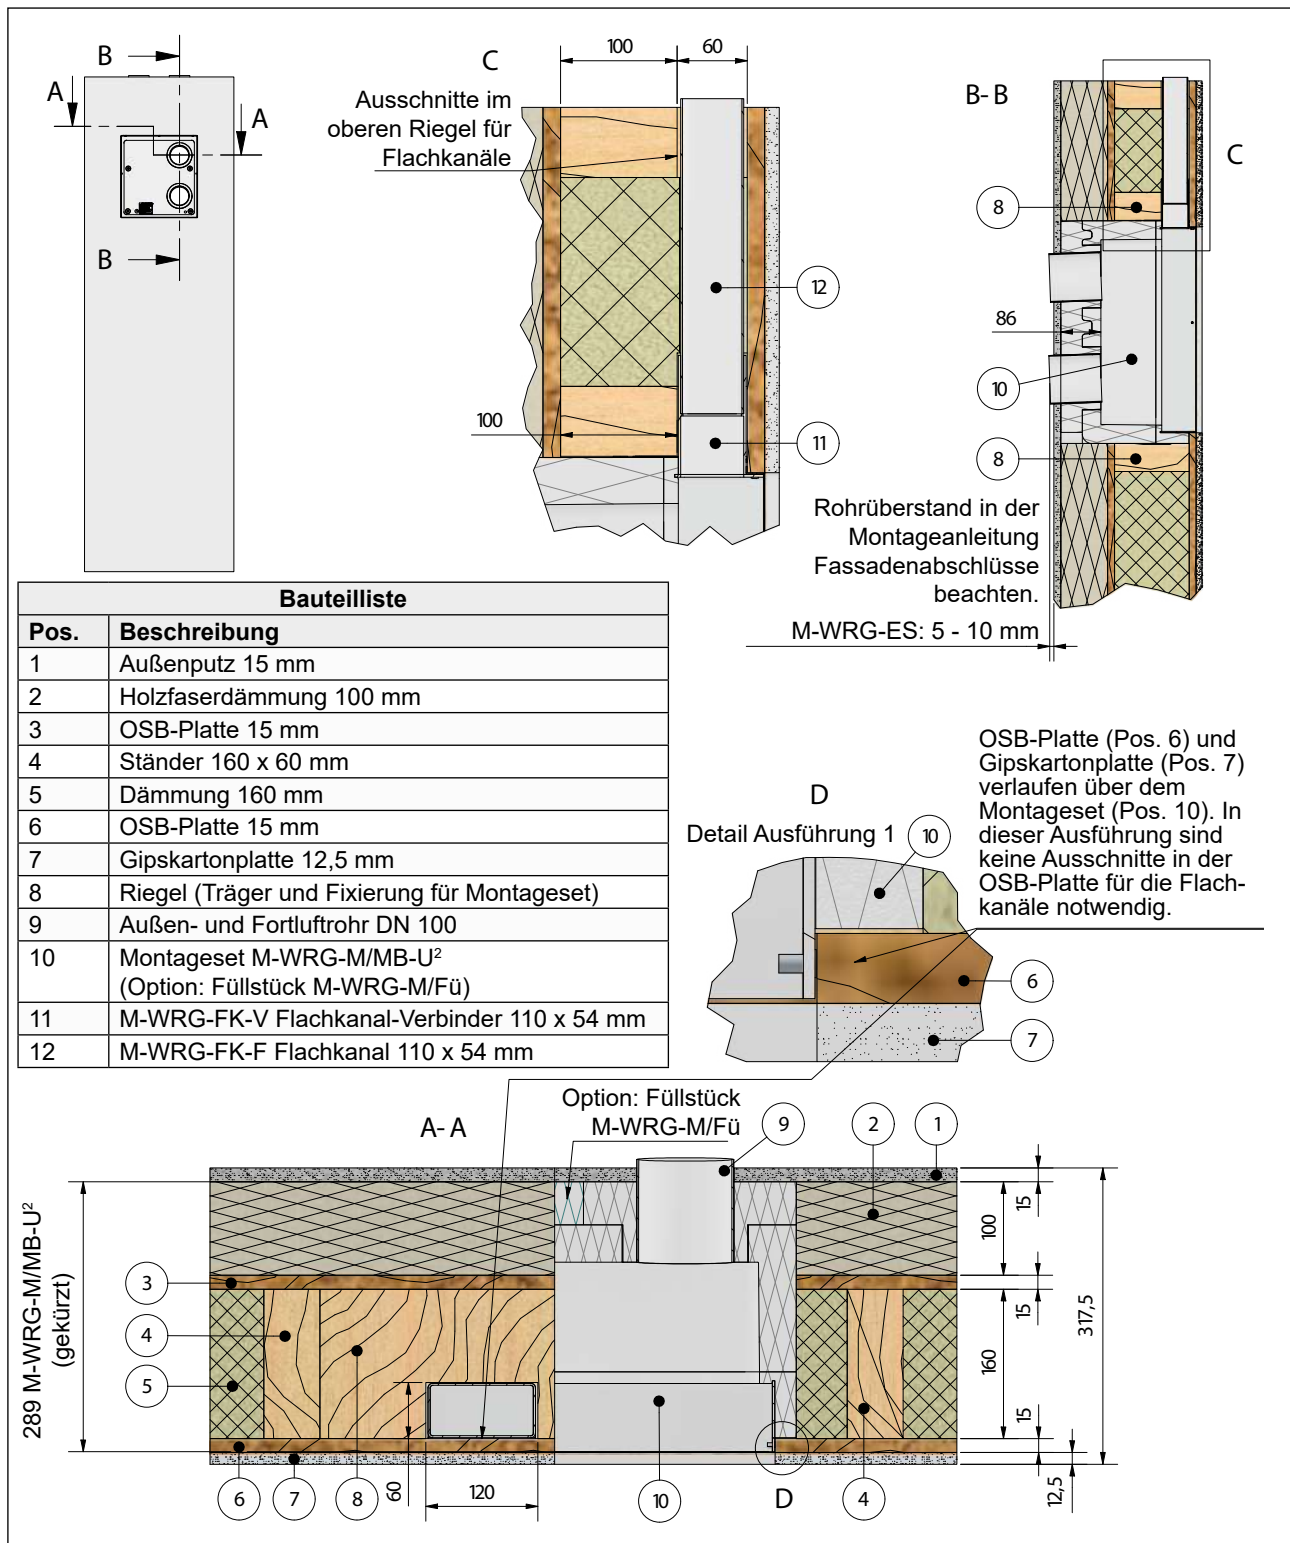 B
A
A
B
C
100
60
Ausschnitte im
oberen Riegel für
Flachkanäle
12
100
11
B- B
C
8
86
10
8
Rohrüberstand in der
Montageanleitung
Fassadenabschlüsse
beachten.
M-WRG-ES: 5 - 10 mm
Bauteilliste
Pos. Beschreibung
1 Außenputz 15 mm
2 Holzfaserdämmung 100 mm
3 OSB-Platte 15 mm
4 Ständer 160 x 60 mm
5 Dämmung 160 mm
6 OSB-Platte 15 mm
7 Gipskartonplatte 12,5 mm
8 Riegel (Träger und Fixierung für Montageset)
9 Außen- und Fortluftrohr DN 100
10 Montageset M-WRG-M/MB-U²
(Option: Füllstück M-WRG-M/Fü)
11 M-WRG-FK-V Flachkanal-Verbinder 110 x 54 mm
12 M-WRG-FK-F Flachkanal 110 x 54 mm
D
Detail Ausführung 1
10
6
7
OSB-Platte (Pos. 6) und
Gipskartonplatte (Pos. 7)
verlaufen über dem
Montageset (Pos. 10). In
dieser Ausführung sind
keine Ausschnitte in der
OSB-Platte für die Flach-
kanäle notwendig.
A- A
Option: Füllstück
M-WRG-M/Fü
9
2
1
3
4
5
289 M-WRG-M/MB-U²
(gekürzt)
15
100
15
160
15
317,5
12,5
6
7
8
60
120
10
D
4